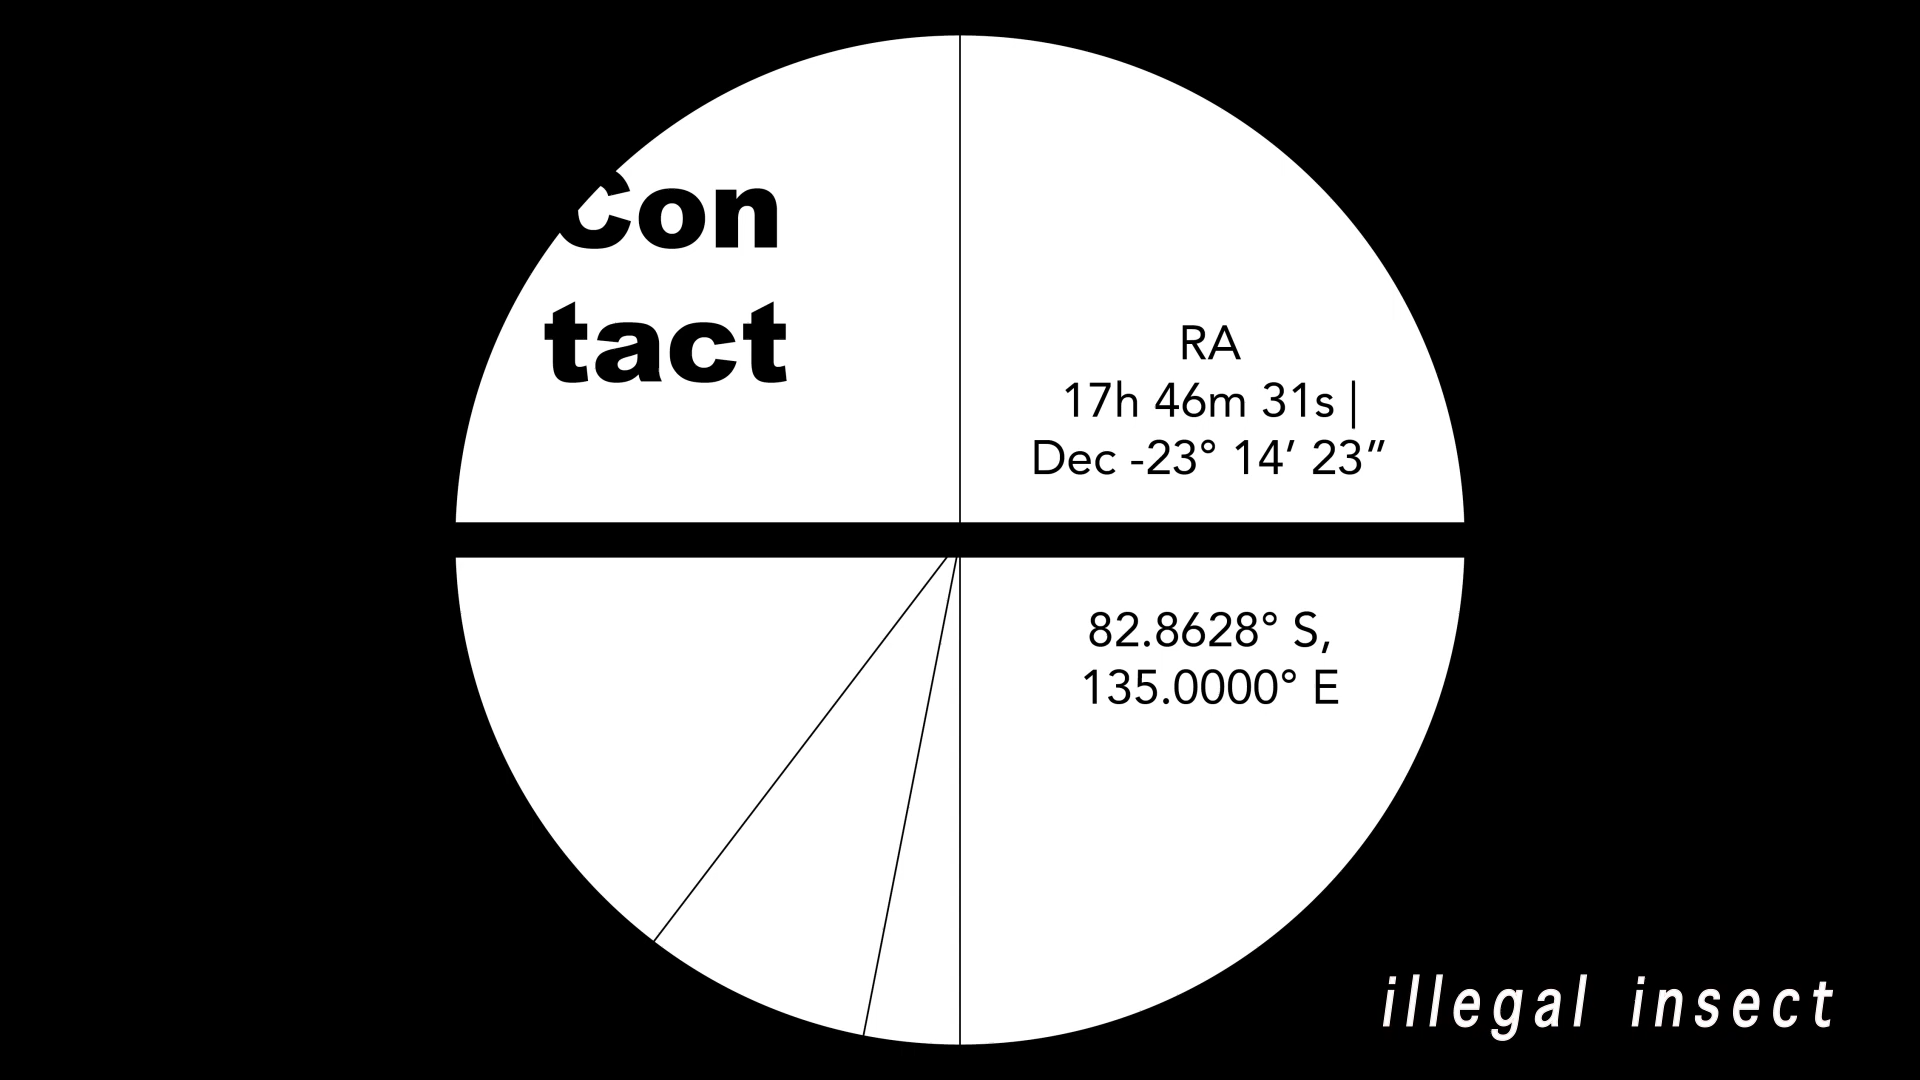 Con
tact
RA
17h 46m 31s |
Dec -23° 14′ 23″
82.8628° S,
135.0000° E
illegal insect